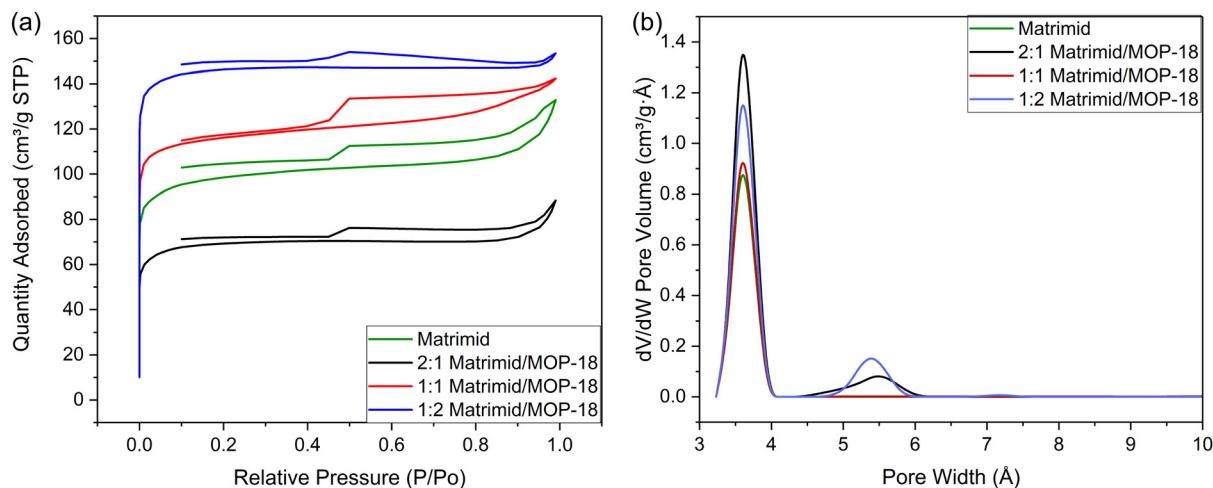 (a)
Quantity Adsorbed (cm³/g STP)
160
140
120
100
80
60
40
20
0
Matrimid
2:1 Matrimid/MOP-18
1:1 Matrimid/MOP-18
1:2 Matrimid/MOP-18
0.0 0.2 0.4 0.6 0.8 1.0
Relative Pressure (P/Po)
(b)
dV/dW Pore Volume (cm³/g·Å)
1.4
1.2
1.0
0.8
0.6
0.4
0.2
0.0
Matrimid
2:1 Matrimid/MOP-18
1:1 Matrimid/MOP-18
1:2 Matrimid/MOP-18
3 4 5 6 7 8 9 10
Pore Width (Å)